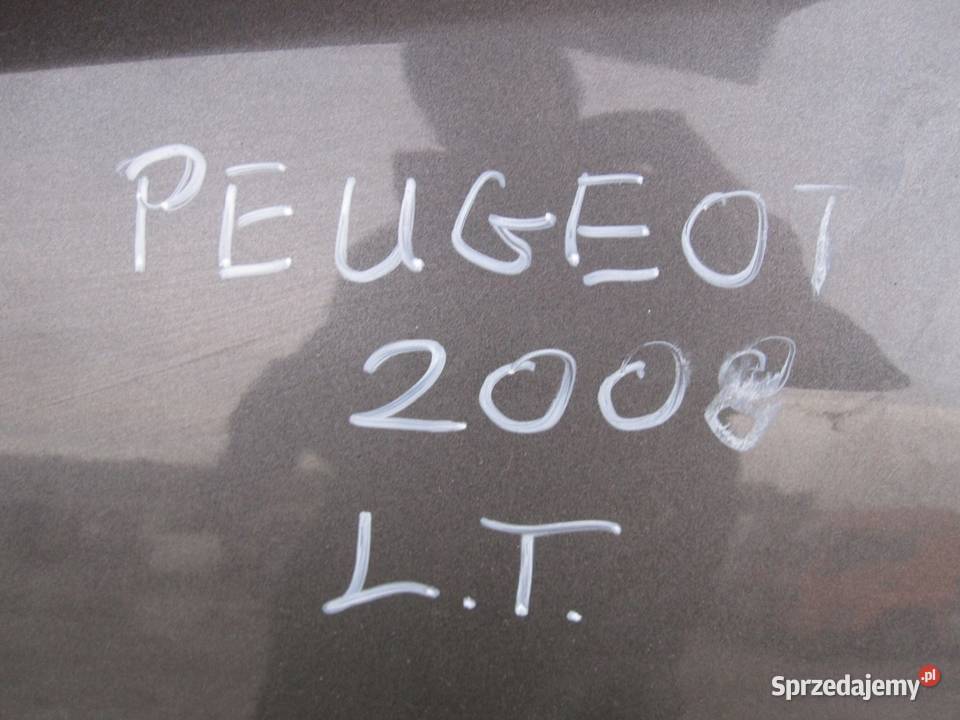 PEUGEOT
2008
L.T.
Sprzedajemy.pl